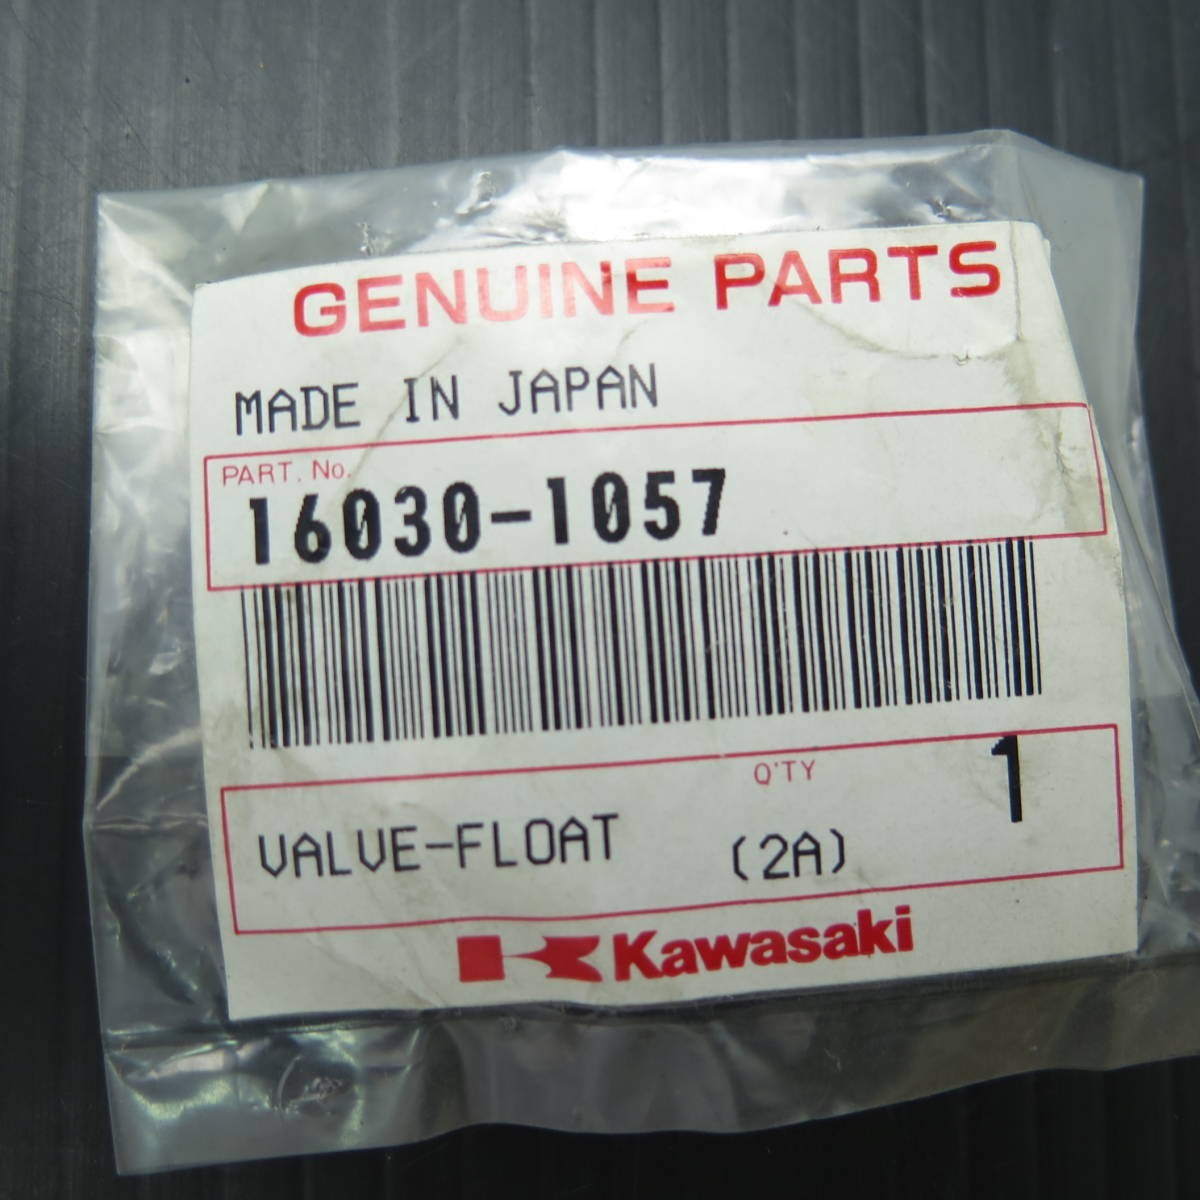 GENUINE PARTS
MADE IN JAPAN
PART. No.
16030-1057
Q'TY 1
VALVE-FLOAT (2A)
Kawasaki